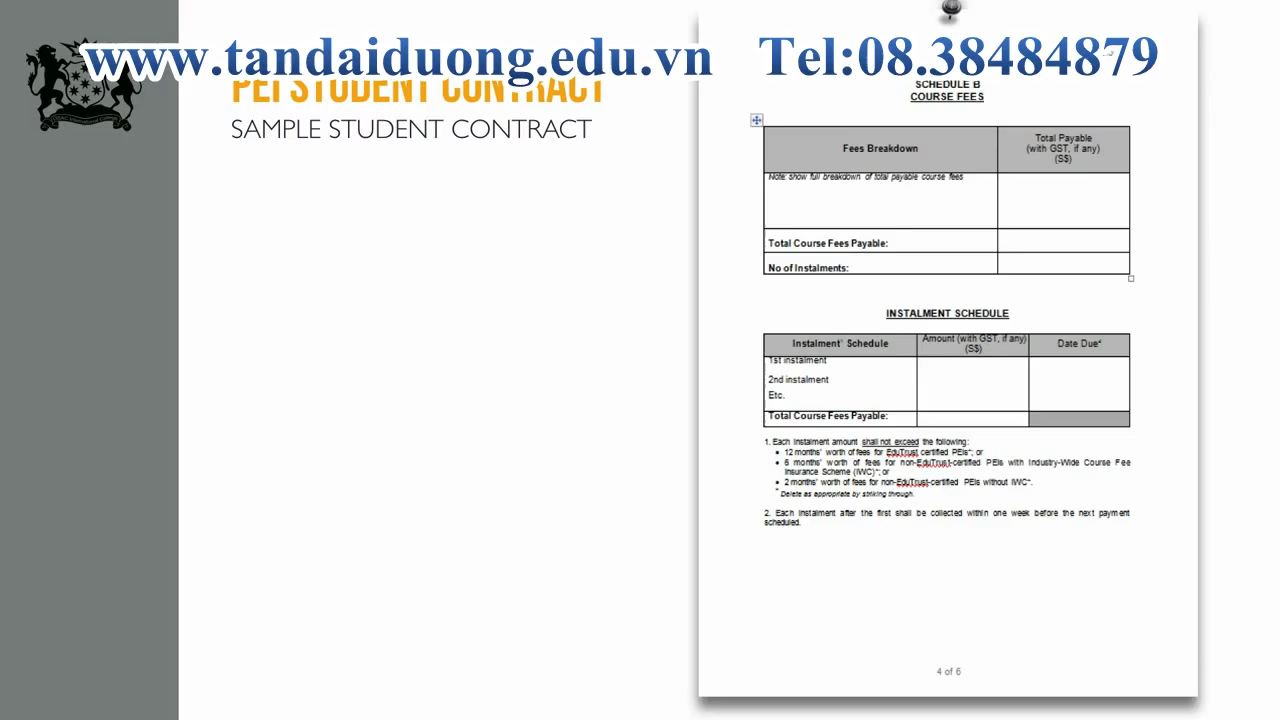 www.tandaiduong.edu.vn Tel:08.38484879
PEI STUDENT CONTRACT
SAMPLE STUDENT CONTRACT
SCHEDULE B
COURSE FEES
Fees Breakdown
Total Payable
(with GST, if any)
(S$)
Note: show full breakdown of total payable course fees
Total Course Fees Payable:
No of Instalments:
INSTALMENT SCHEDULE
Instalment¹ Schedule
Amount (with GST, if any)
(S$)
Date Due²
1st instalment
2nd instalment
Etc.
Total Course Fees Payable:
1. Each instalment amount shall not exceed the following:
• 12 months' worth of fees for EduTrust certified PEIs*; or
• 6 months' worth of fees for non-EduTrust-certified PEIs with Industry-Wide Course Fee
Insurance Scheme (IWC)*; or
• 2 months' worth of fees for non-EduTrust-certified PEIs without IWC*.
* Delete as appropriate by striking through.
2. Each instalment after the first shall be collected within one week before the next payment
scheduled.
4 of 6